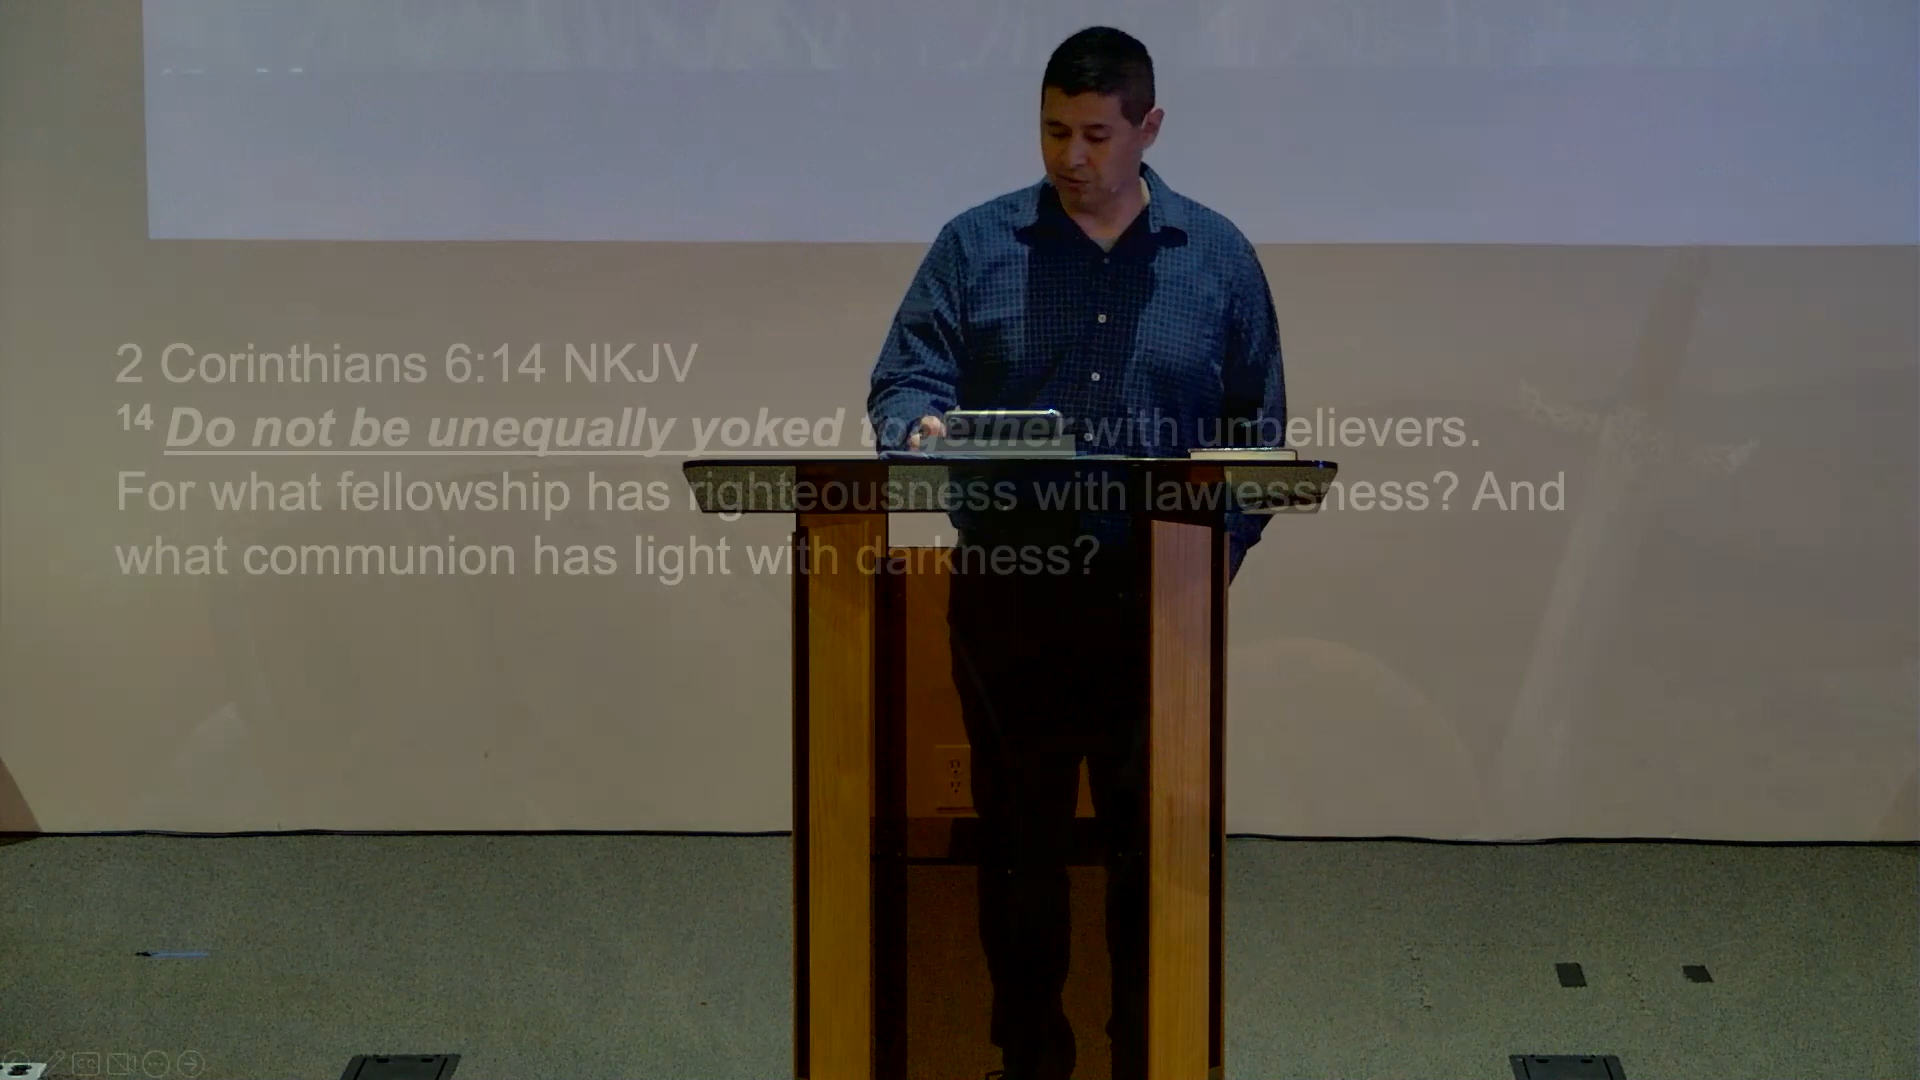 2 Corinthians 6:14 NKJV
14 Do not be unequally yoked together with unbelievers.
For what fellowship has righteousness with lawlessness? And
what communion has light with darkness?